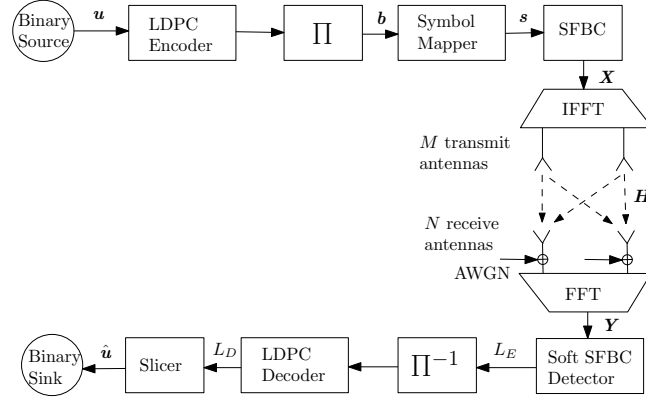 Binary
Source
u
LDPC
Encoder
∏
b
Symbol
Mapper
s
SFBC
X
IFFT
M transmit
antennas
H
N receive
antennas
AWGN
FFT
Y
Binary
Sink
û
Slicer
L_D
LDPC
Decoder
∏⁻¹
L_E
Soft SFBC
Detector